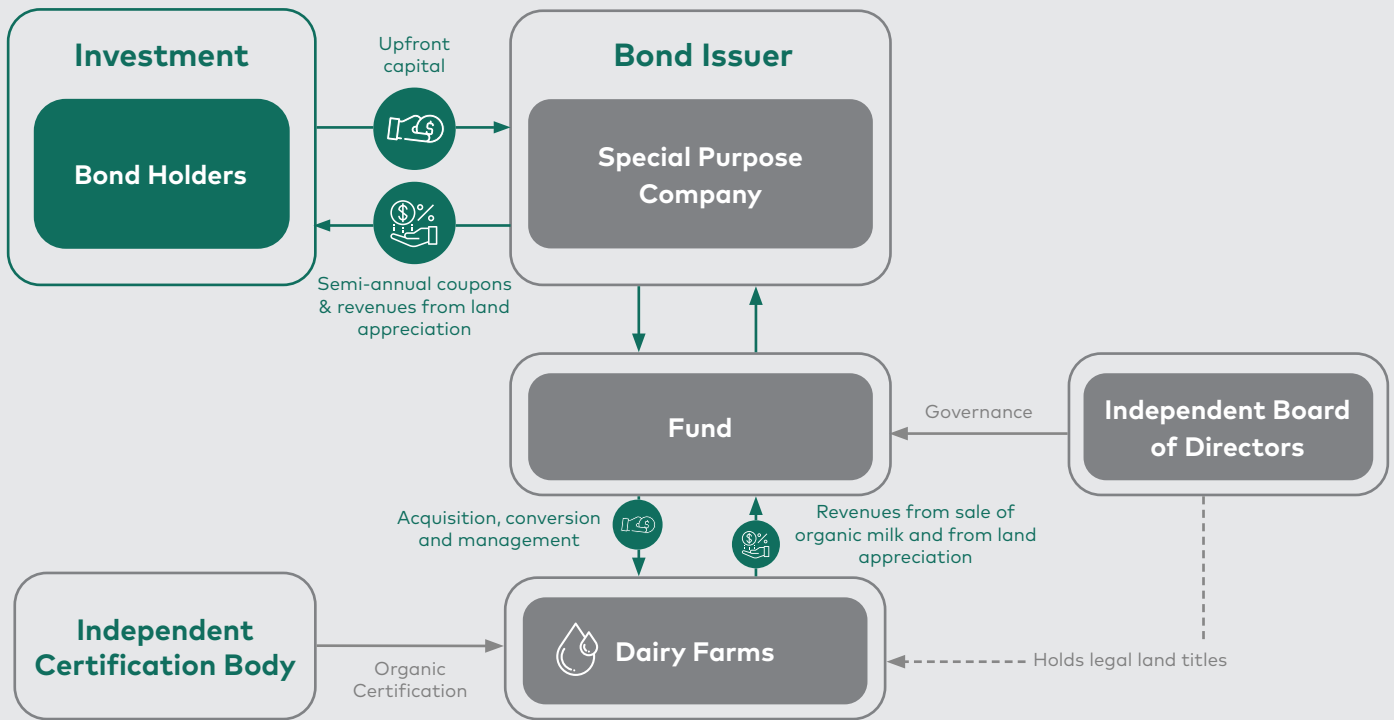 Investment
Bond Holders
Upfront
capital
Semi-annual coupons
& revenues from land
appreciation
Bond Issuer
Special Purpose
Company
Fund
Governance
Independent Board
of Directors
Acquisition, conversion
and management
Revenues from sale of
organic milk and from land
appreciation
Independent
Certification Body
Organic
Certification
Dairy Farms
Holds legal land titles